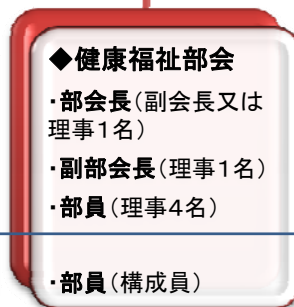 ◆健康福祉部会
・部会長（副会長又は
理事１名）
・副部会長（理事１名）
・部員（理事４名）
・部員（構成員）